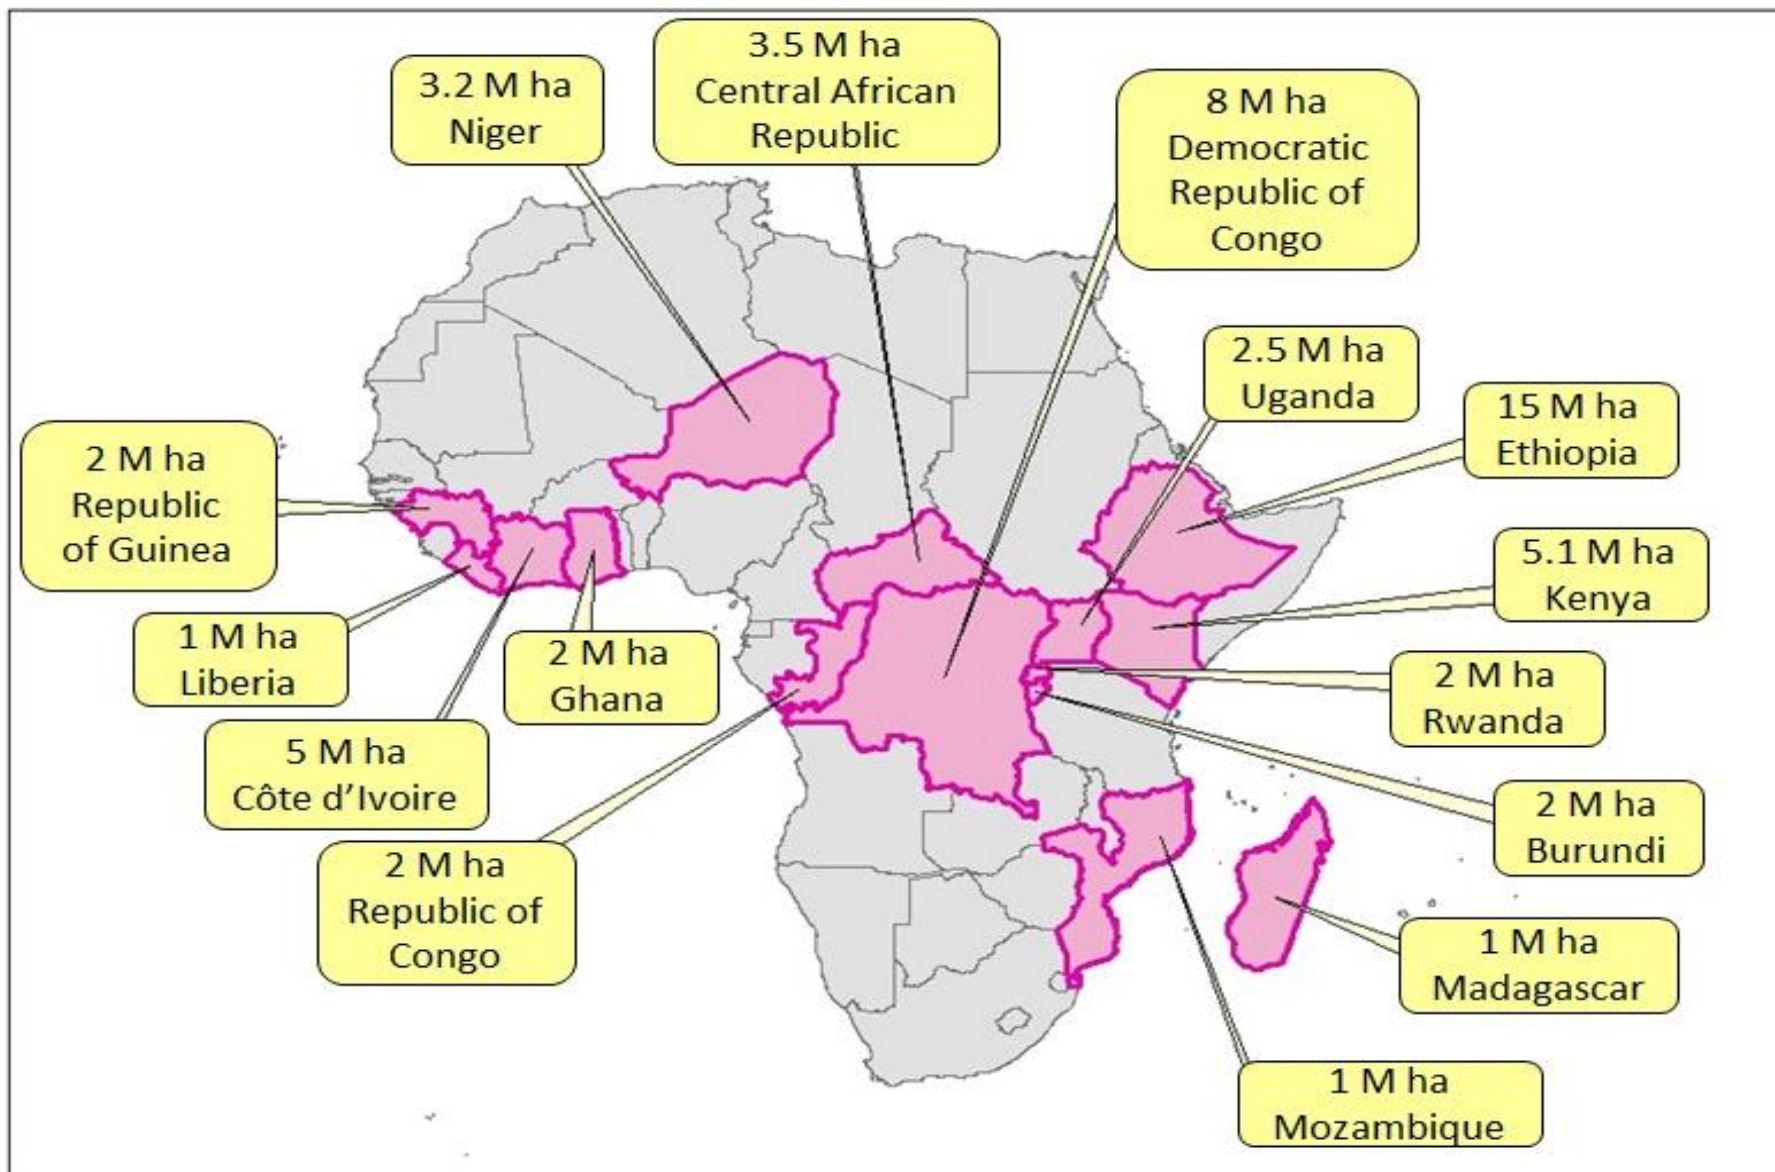 3.2 M ha
Niger
3.5 M ha
Central African
Republic
8 M ha
Democratic
Republic of
Congo
2.5 M ha
Uganda
15 M ha
Ethiopia
2 M ha
Republic
of Guinea
5.1 M ha
Kenya
1 M ha
Liberia
2 M ha
Ghana
2 M ha
Rwanda
5 M ha
Côte d’Ivoire
2 M ha
Burundi
2 M ha
Republic of
Congo
1 M ha
Madagascar
1 M ha
Mozambique